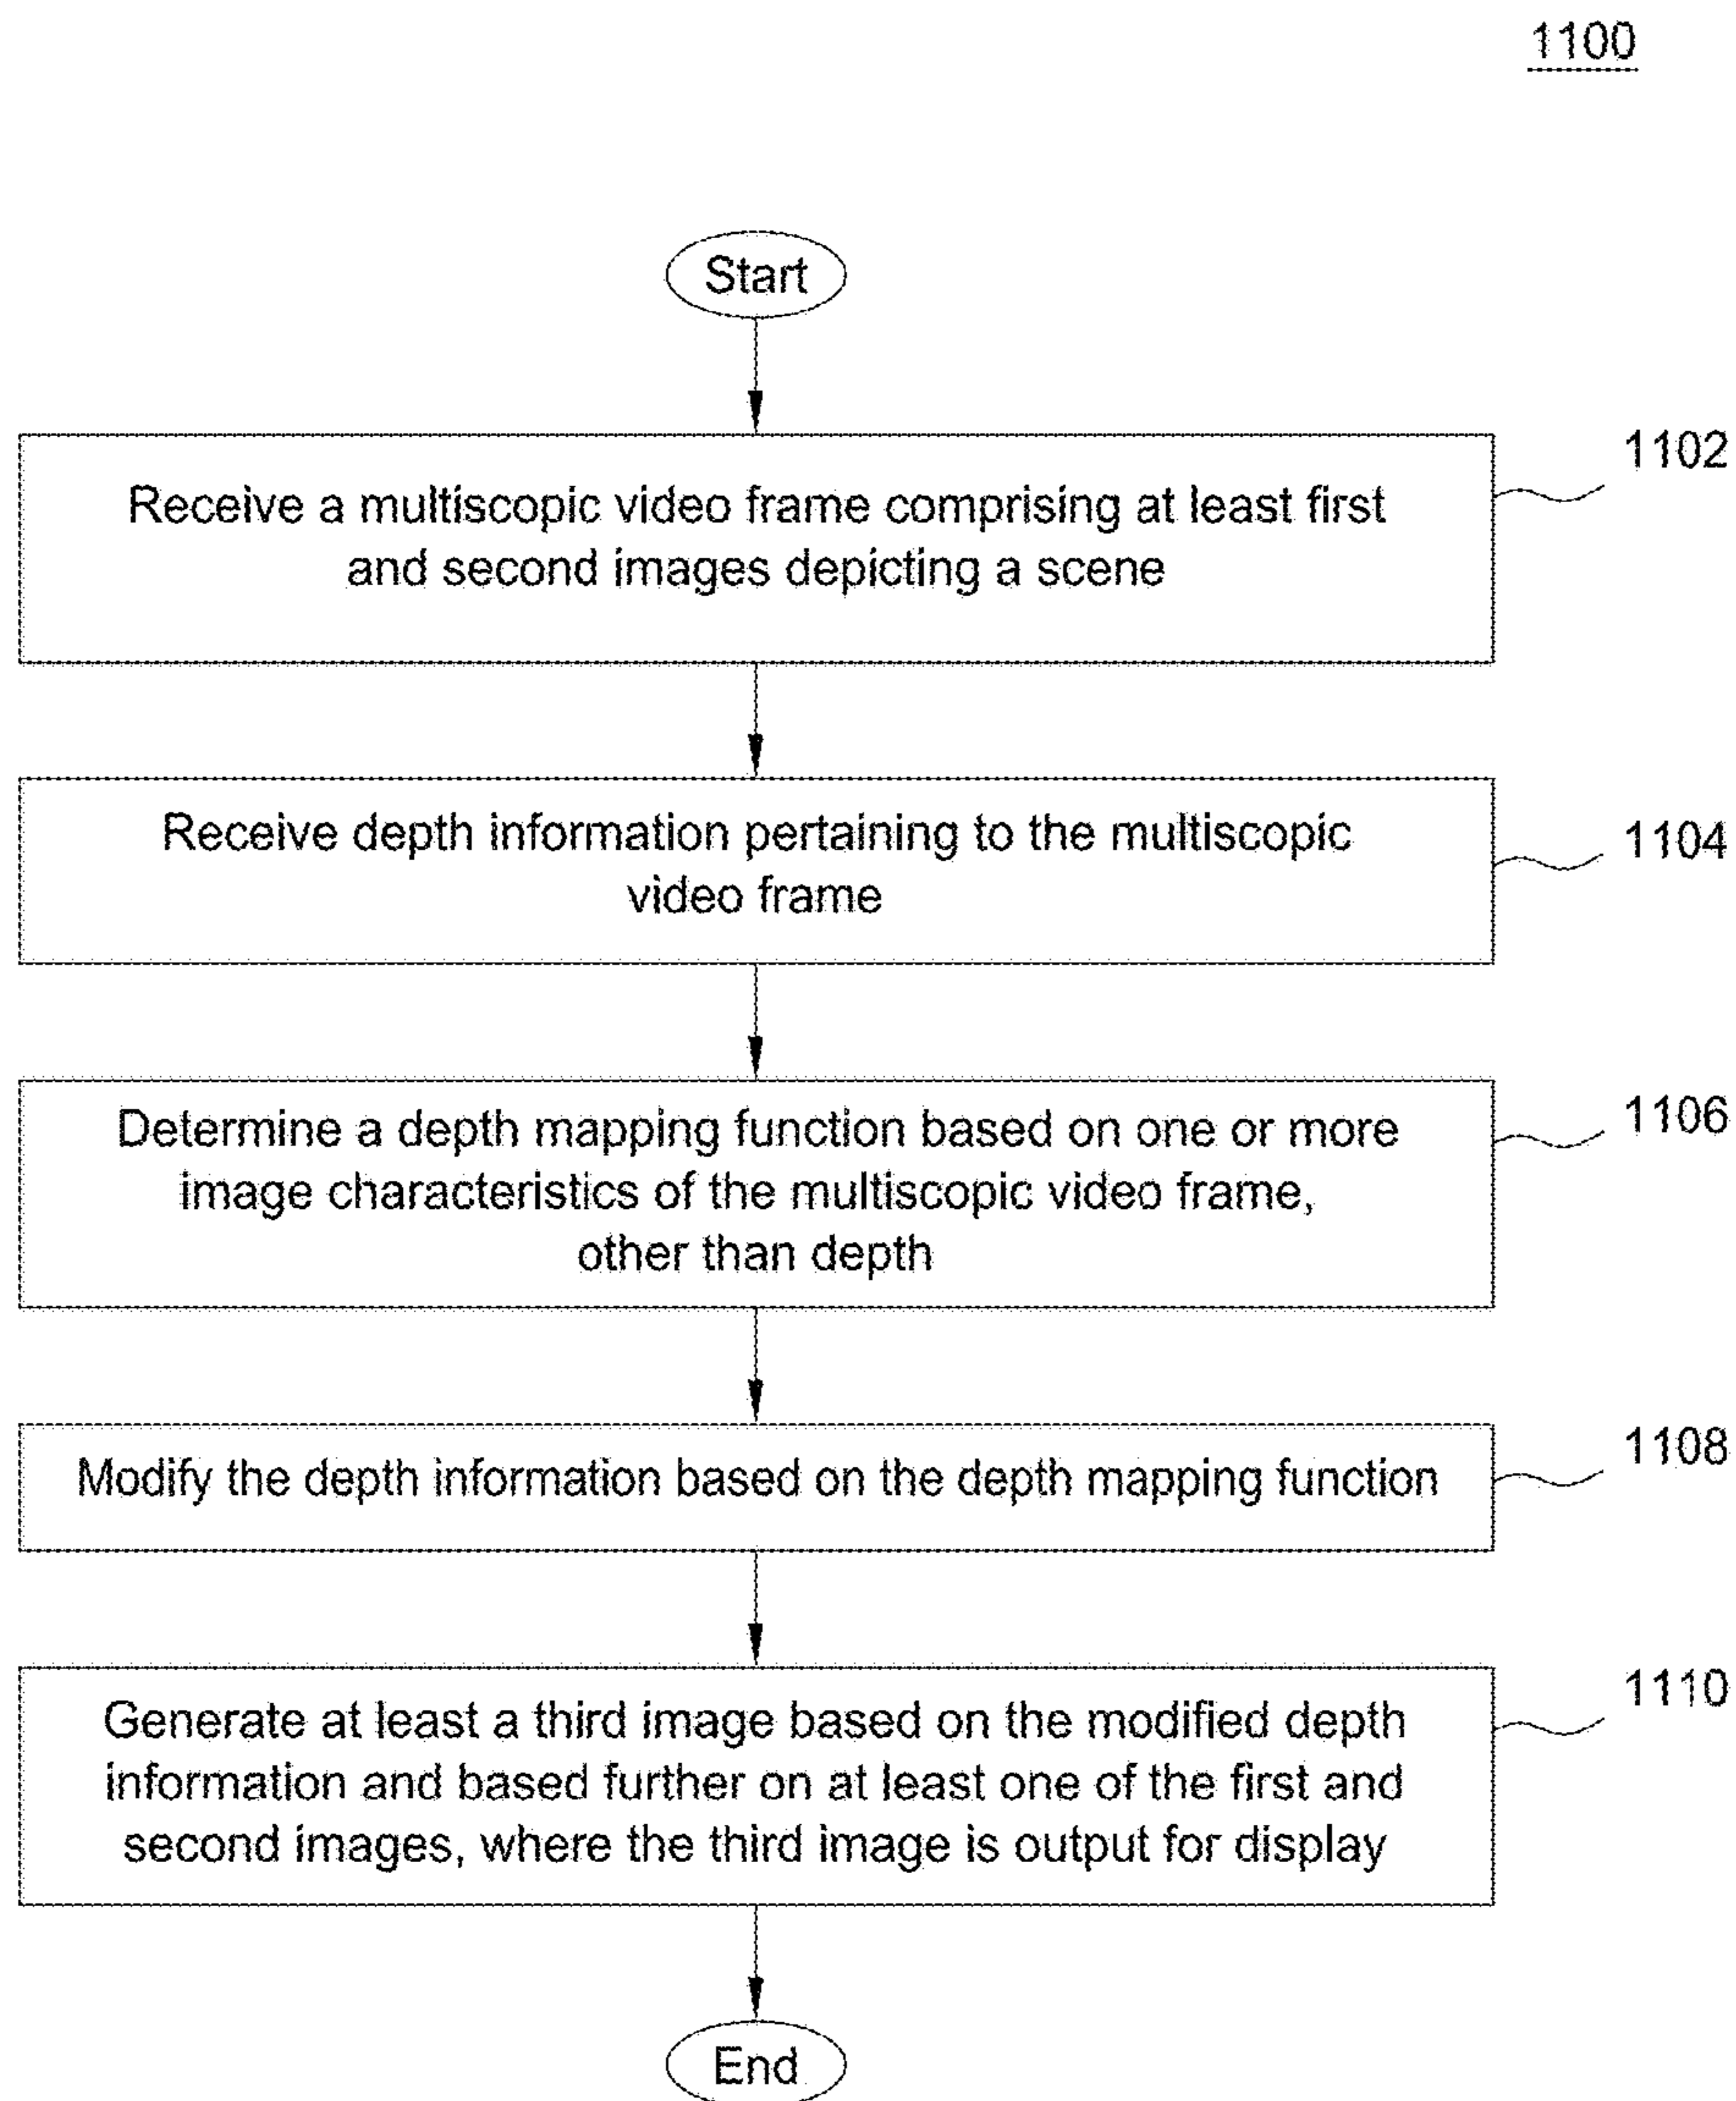 1100
Start
1102
Receive a multiscopic video frame comprising at least first
and second images depicting a scene
1104
Receive depth information pertaining to the multiscopic
video frame
1106
Determine a depth mapping function based on one or more
image characteristics of the multiscopic video frame,
other than depth
1108
Modify the depth information based on the depth mapping function
1110
Generate at least a third image based on the modified depth
information and based further on at least one of the first and
second images, where the third image is output for display
End